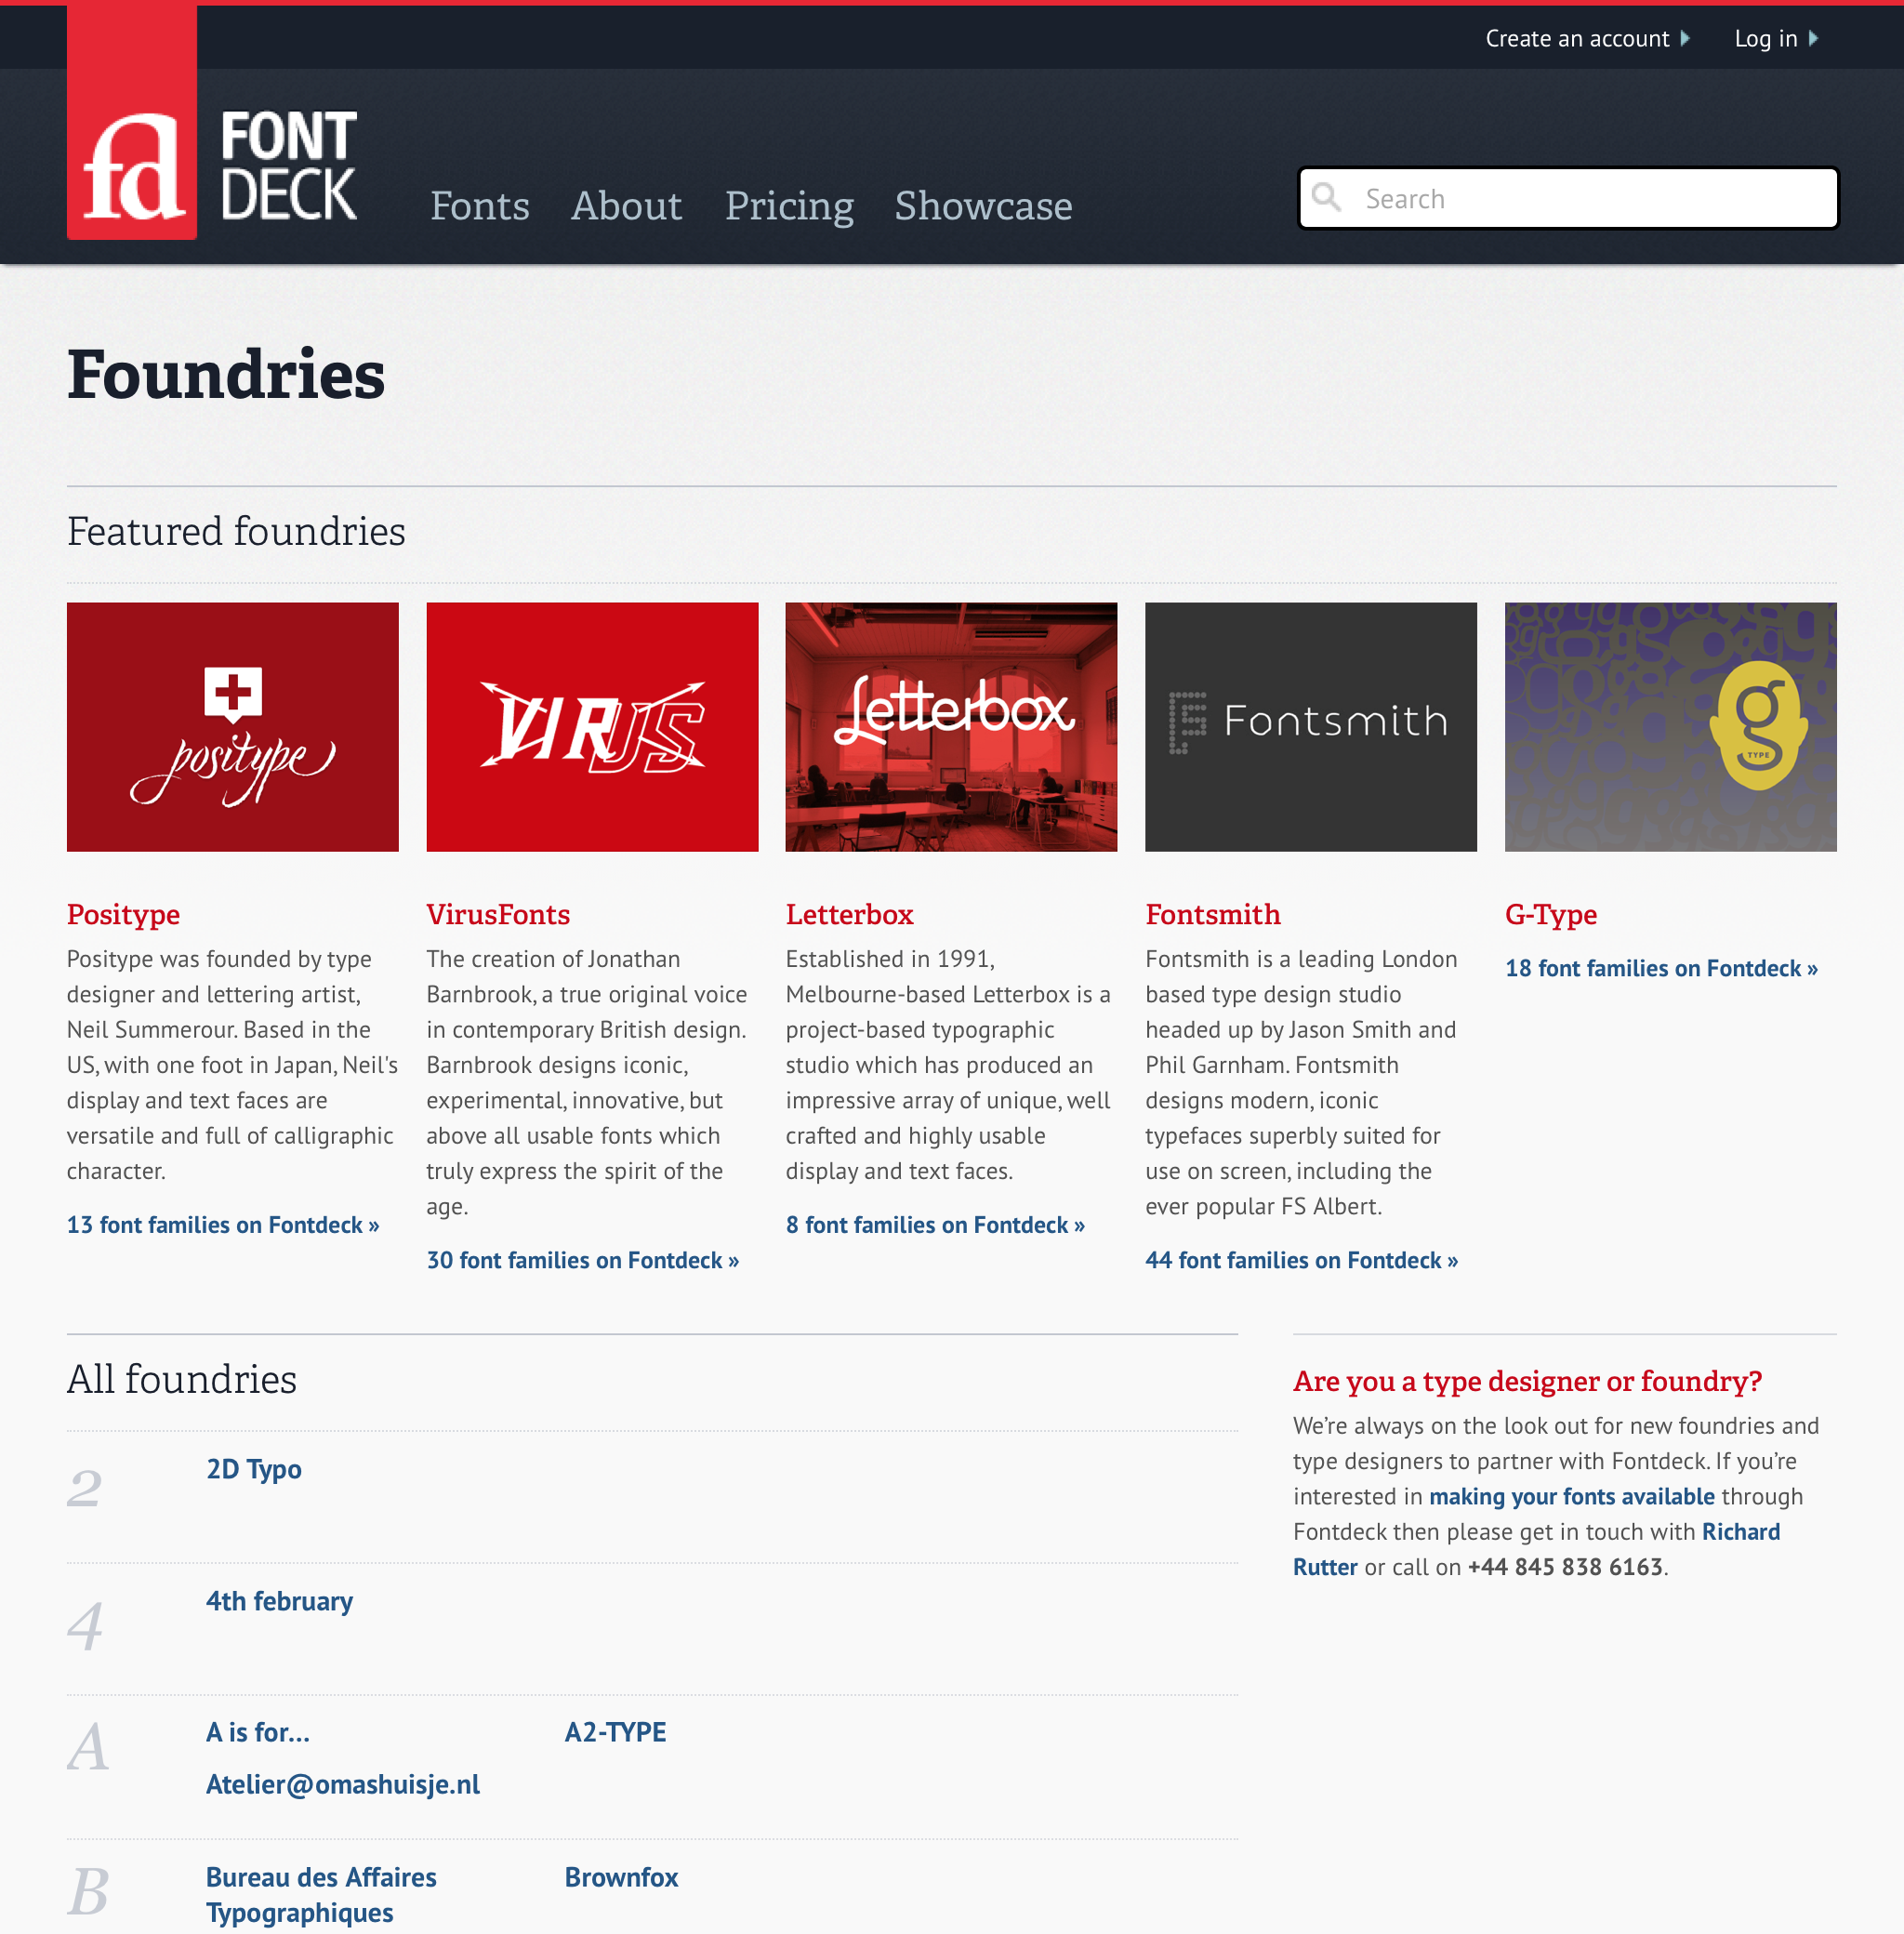 Create an account
Log in
fd
FONT
DECK
Fonts
About
Pricing
Showcase
Search
Foundries
Featured foundries
positype
VIRUS
Letterbox
Fontsmith
g
TYPE
Positype
Positype was founded by type
designer and lettering artist,
Neil Summerour. Based in the
US, with one foot in Japan, Neil's
display and text faces are
versatile and full of calligraphic
character.
13 font families on Fontdeck »
VirusFonts
The creation of Jonathan
Barnbrook, a true original voice
in contemporary British design.
Barnbrook designs iconic,
experimental, innovative, but
above all usable fonts which
truly express the spirit of the
age.
30 font families on Fontdeck »
Letterbox
Established in 1991,
Melbourne-based Letterbox is a
project-based typographic
studio which has produced an
impressive array of unique, well
crafted and highly usable
display and text faces.
8 font families on Fontdeck »
Fontsmith
Fontsmith is a leading London
based type design studio
headed up by Jason Smith and
Phil Garnham. Fontsmith
designs modern, iconic
typefaces superbly suited for
use on screen, including the
ever popular FS Albert.
44 font families on Fontdeck »
G-Type
18 font families on Fontdeck »
All foundries
2
2D Typo
4
4th february
A
A is for...
A2-TYPE
Atelier@omashuisje.nl
B
Bureau des Affaires
Typographiques
Brownfox
Are you a type designer or foundry?
We’re always on the look out for new foundries and
type designers to partner with Fontdeck. If you’re
interested in making your fonts available through
Fontdeck then please get in touch with Richard
Rutter or call on +44 845 838 6163.